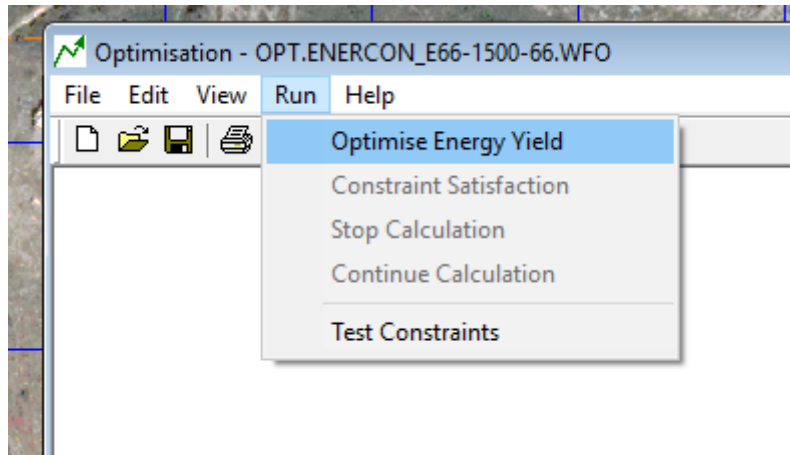 Optimisation - OPT.ENERCON_E66-1500-66.WFO
File Edit View Run Help
Optimise Energy Yield
Constraint Satisfaction
Stop Calculation
Continue Calculation
Test Constraints